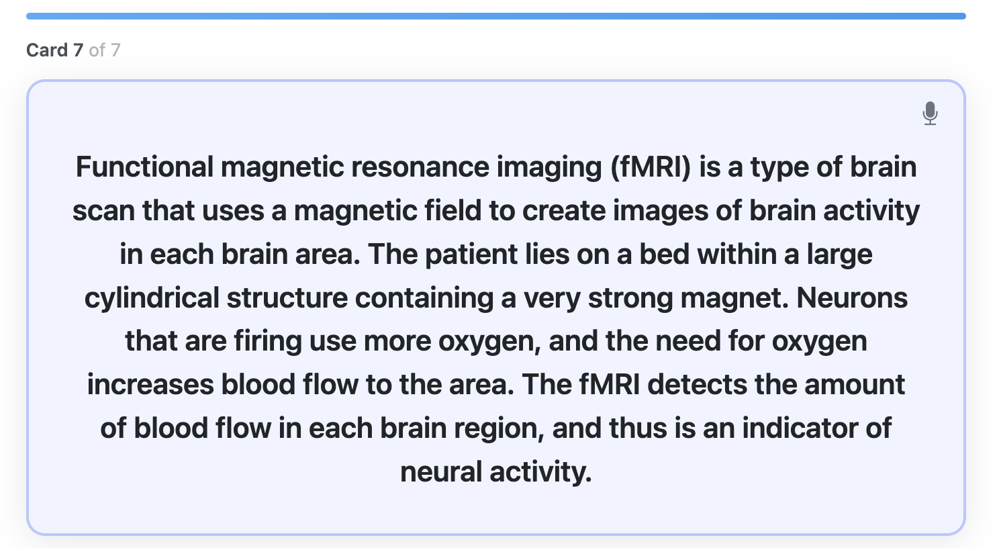 Card 7 of 7
Functional magnetic resonance imaging (fMRI) is a type of brain
scan that uses a magnetic field to create images of brain activity
in each brain area. The patient lies on a bed within a large
cylindrical structure containing a very strong magnet. Neurons
that are firing use more oxygen, and the need for oxygen
increases blood flow to the area. The fMRI detects the amount
of blood flow in each brain region, and thus is an indicator of
neural activity.